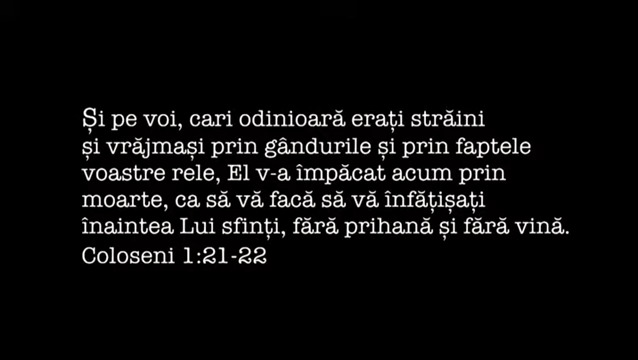 Și pe voi, cari odinioară erați străini
și vrăjmași prin gândurile și prin faptele
voastre rele, El v-a împăcat acum prin
moarte, ca să vă facă să vă înfățișați
înaintea Lui sfinți, fără prihană și fără vină.
Coloseni 1:21-22